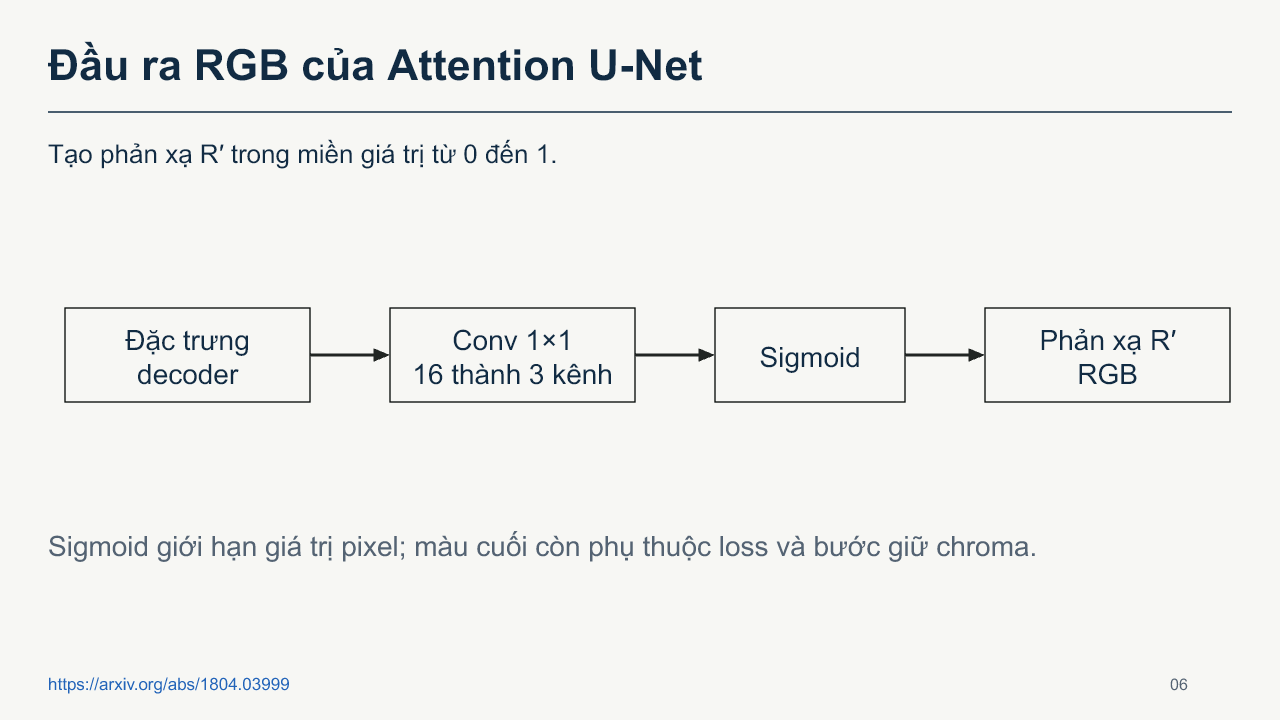 Đầu ra RGB của Attention U-Net
Tạo phản xạ R′ trong miền giá trị từ 0 đến 1.
Đặc trưng
decoder
Conv 1×1
16 thành 3 kênh
Sigmoid
Phản xạ R′
RGB
Sigmoid giới hạn giá trị pixel; màu cuối còn phụ thuộc loss và bước giữ chroma.
https://arxiv.org/abs/1804.03999
06